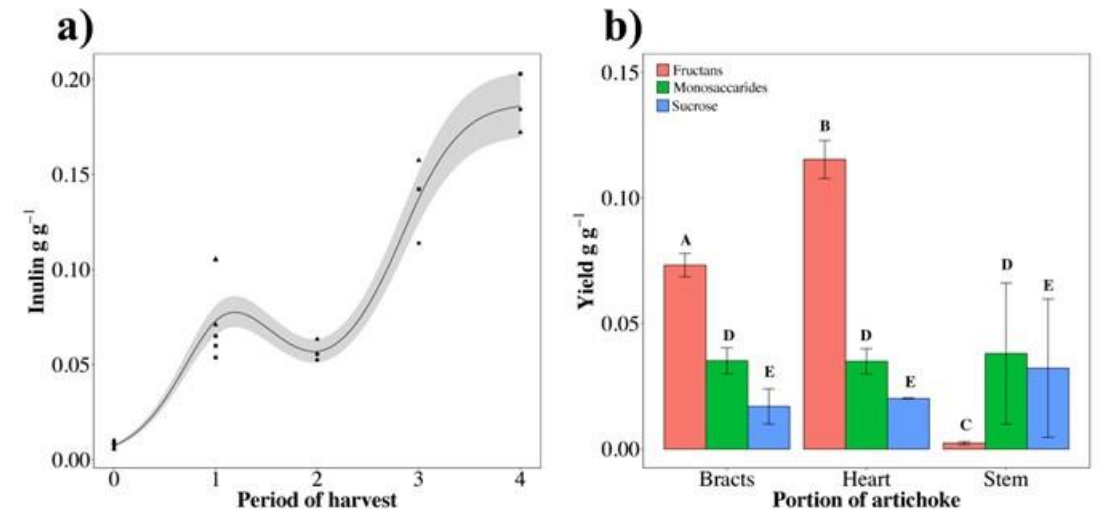 a)
Inulin g g⁻¹
0.20
0.15
0.10
0.05
0.00
0 1 2 3 4
Period of harvest
b)
Yield g g⁻¹
0.15
0.10
0.05
0.00
Fructans
Monosaccarides
Sucrose
A
D
E
B
D
E
C
D
E
Bracts Heart Stem
Portion of artichoke